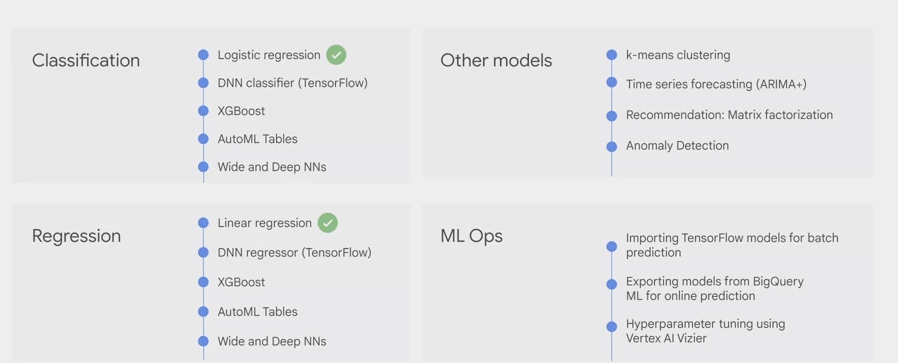 Classification
Logistic regression
DNN classifier (TensorFlow)
XGBoost
AutoML Tables
Wide and Deep NNs
Other models
k-means clustering
Time series forecasting (ARIMA+)
Recommendation: Matrix factorization
Anomaly Detection
Regression
Linear regression
DNN regressor (TensorFlow)
XGBoost
AutoML Tables
Wide and Deep NNs
ML Ops
Importing TensorFlow models for batch
prediction
Exporting models from BigQuery
ML for online prediction
Hyperparameter tuning using
Vertex AI Vizier